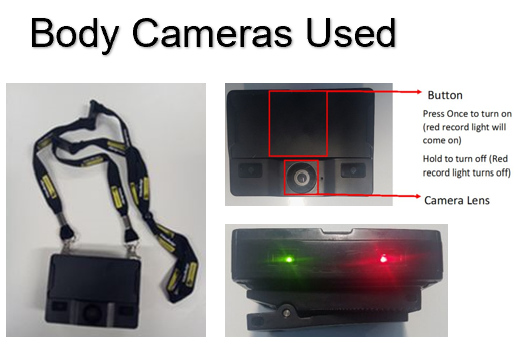 Body Cameras Used
Button
Press Once to turn on
(red record light will
come on)
Hold to turn off (Red
record light turns off)
Camera Lens